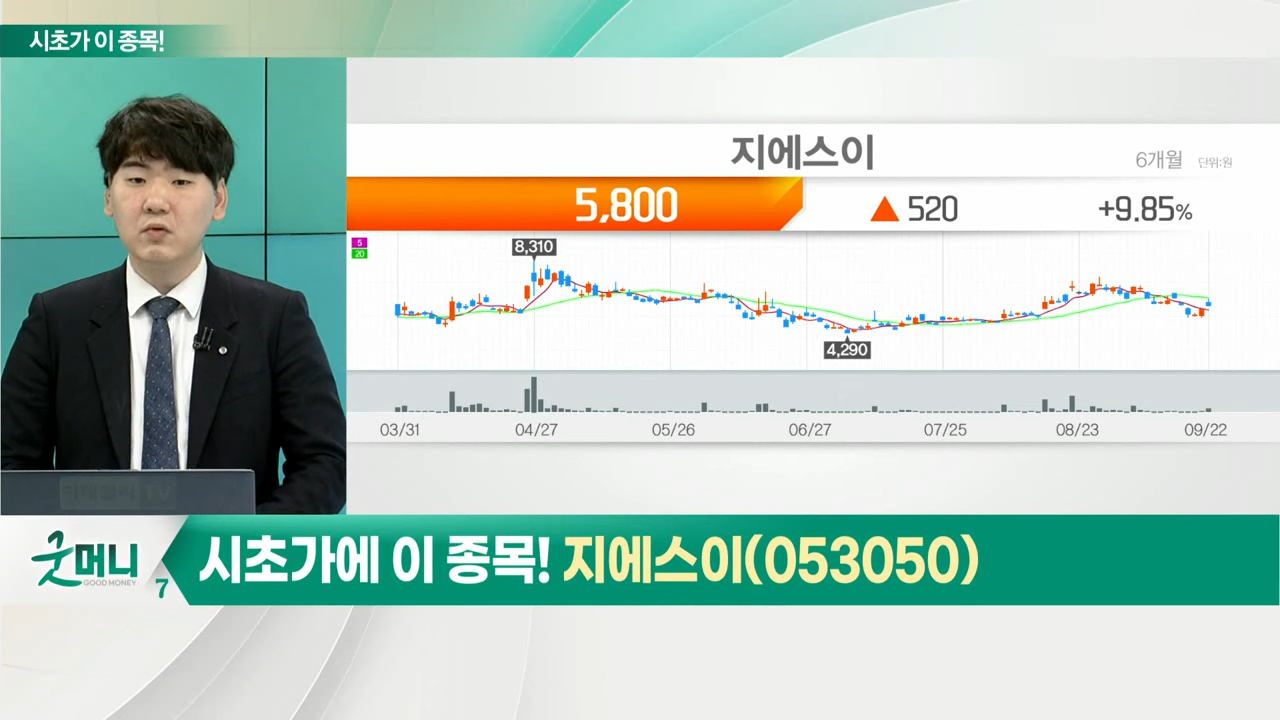 시초가 이 종목!
지에스이
6개월 단위:원
5,800 ▲ 520 +9.85%
5
20
8,310
4,290
03/31 04/27 05/26 06/27 07/25 08/23 09/22
굿머니
GOOD MONEY
7
시초가에 이 종목! 지에스이(053050)